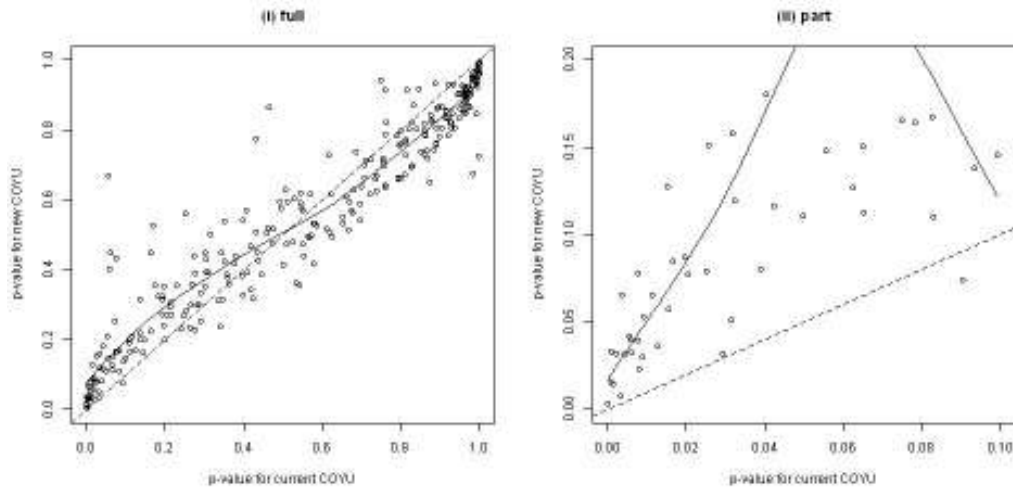 (i) full
(ii) part
p-value for new COYU
0.0 0.2 0.4 0.6 0.8 1.0
0.0 0.2 0.4 0.6 0.8 1.0
p-value for current COYU
p-value for new COYU
0.00 0.05 0.10 0.15 0.20
0.00 0.02 0.04 0.06 0.08 0.10
p-value for current COYU